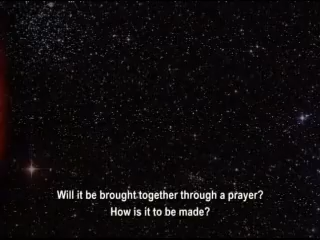 Will it be brought together through a prayer?
How is it to be made?